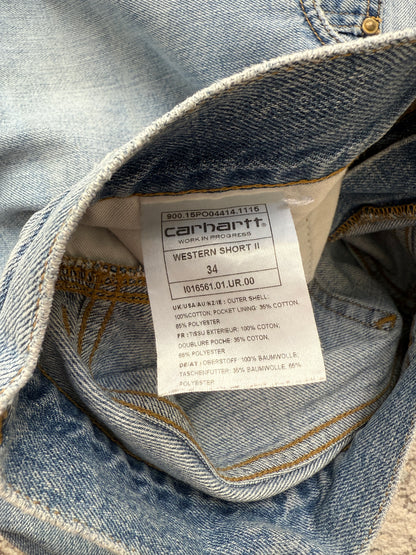 900.15PO04414.1115
carhartt
WORK IN PROGRESS
WESTERN SHORT II
34
I016561.01.UR.00
UK/USA/AU/NZ/IE : OUTER SHELL:
100%COTTON, POCKET LINING: 35% COTTON,
65% POLYESTER
FR : TISSU EXTERIEUR: 100% COTON,
DOUBLURE POCHE: 35% COTON,
65% POLYESTER
DE/AT : OBERSTOFF: 100% BAUMWOLLE,
TASCHENFUTTER: 35% BAUMWOLLE, 65%
POLYESTER